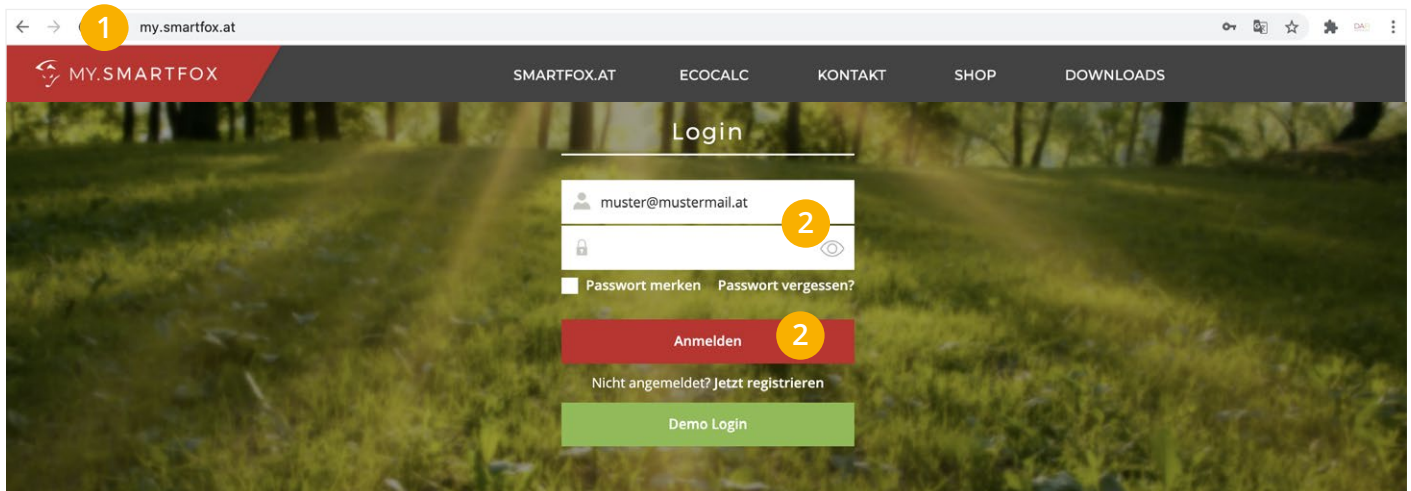 1 my.smartfox.at
MY.SMARTFOX SMARTFOX.AT ECOCALC KONTAKT SHOP DOWNLOADS
Login
muster@mustermail.at
2
Passwort merken Passwort vergessen?
Anmelden 2
Nicht angemeldet? Jetzt registrieren
Demo Login